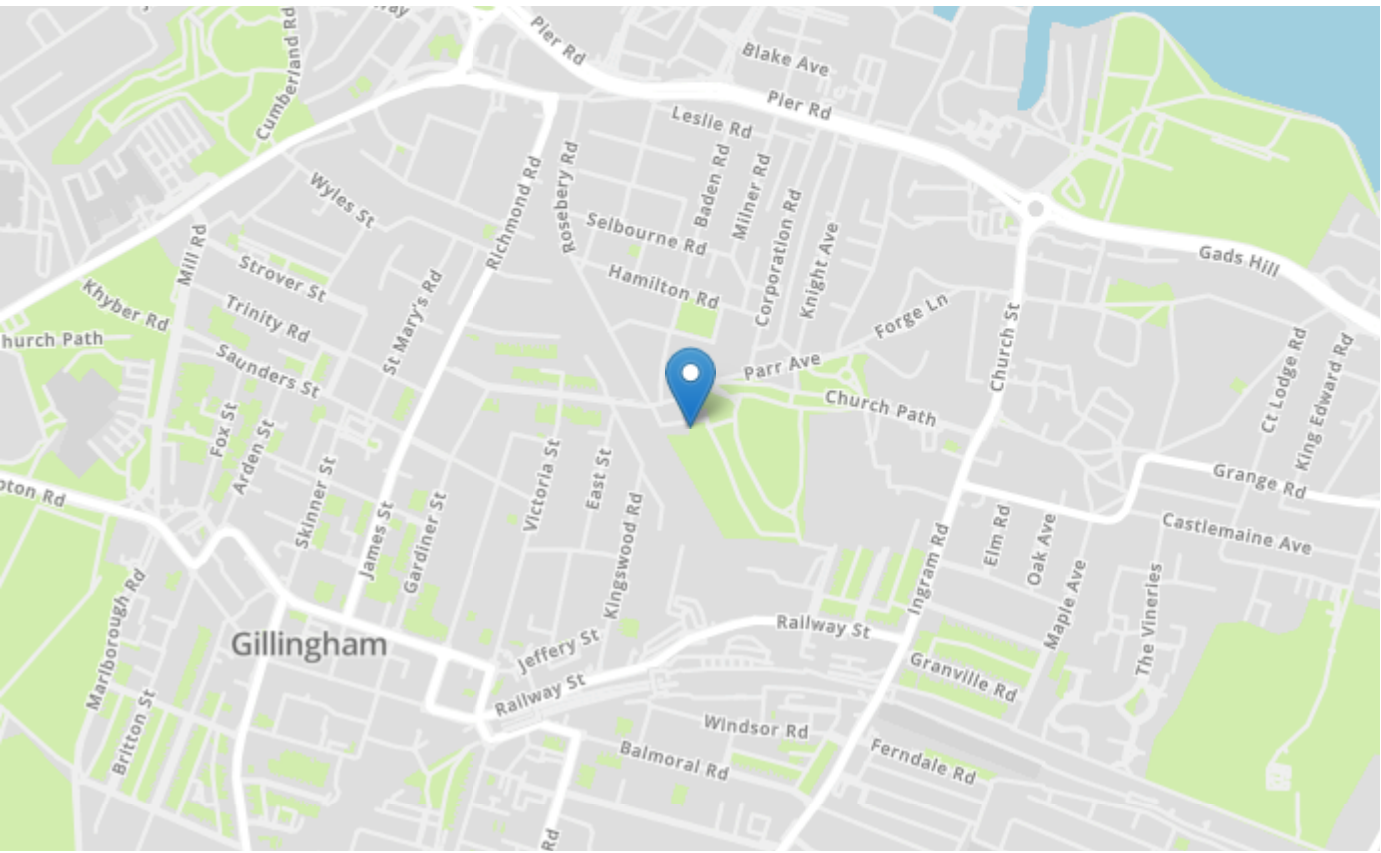 way
Cumberland Rd
Pier Rd
Blake Ave
Pier Rd
Leslie Rd
Wyles St
Richmond Rd
Rosebery Rd
Baden Rd
Milner Rd
Selbourne Rd
Corporation Rd
Knight Ave
Mill Rd
Strover St
Hamilton Rd
Gads Hill
Khyber Rd
Trinity Rd
St Mary's Rd
Forge Ln
Church St
hurch Path
Saunders St
Parr Ave
Ct Lodge Rd
King Edward Rd
Church Path
Fox St
Arden St
Victoria St
East St
Grange Rd
pton Rd
Skinner St
James St
Gardiner St
Kingswood Rd
Elm Rd
Oak Ave
Castlemaine Ave
Ingram Rd
Maple Ave
The Vineries
Marlborough Rd
Gillingham
Jeffery St
Railway St
Railway St
Granville Rd
Britton St
Windsor Rd
Balmoral Rd
Ferndale Rd
Rd